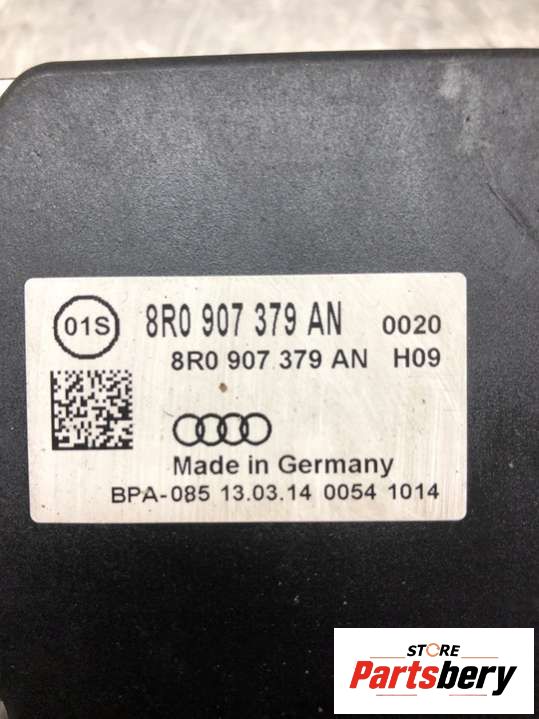 01S 8R0 907 379 AN 0020
8R0 907 379 AN H09
Made in Germany
BPA-085 13.03.14 0054 1014
STORE
Partsbery